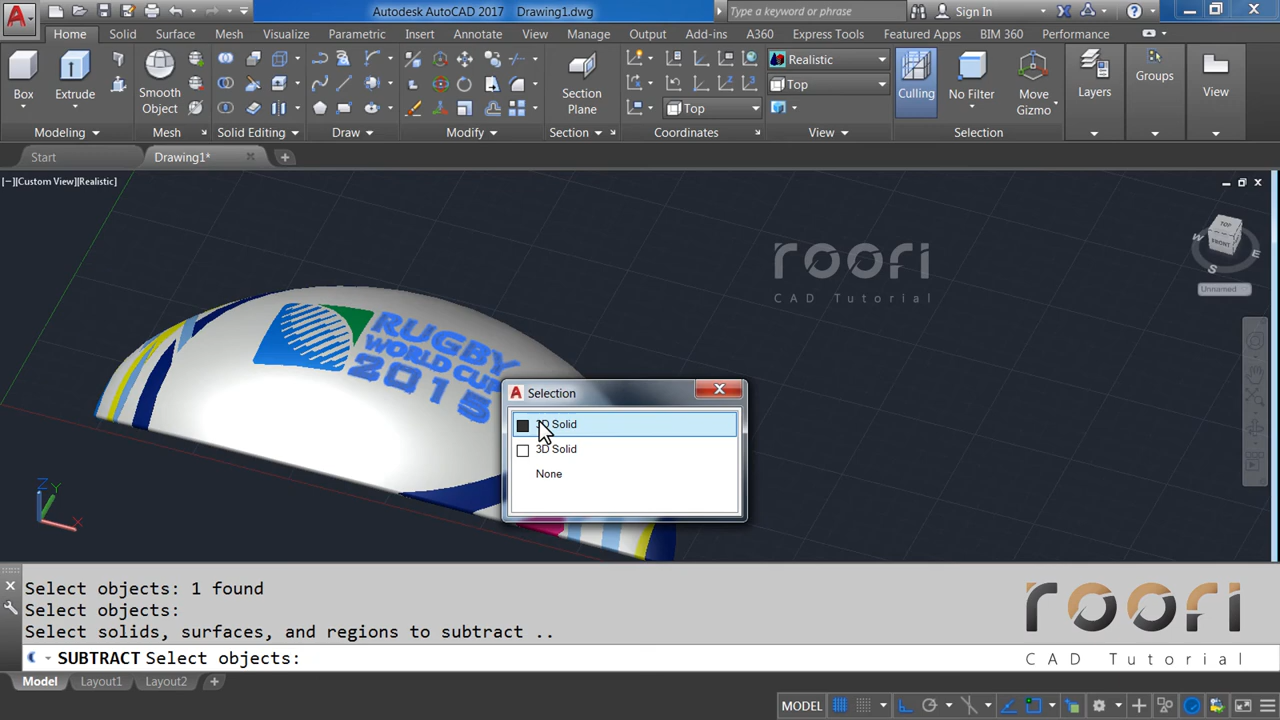 Autodesk AutoCAD 2017 Drawing1.dwg
Type a keyword or phrase
Sign In
Home Solid Surface Mesh Visualize Parametric Insert Annotate View Manage Output Add-ins A360 Express Tools Featured Apps BIM 360 Performance
Box
Extrude
Smooth Object
Section Plane
Top
Realistic
Top
Culling
No Filter
Move Gizmo
Layers
Groups
View
Modeling
Mesh
Solid Editing
Draw
Modify
Section
Coordinates
View
Selection
Start
Drawing1*
[−][Custom View][Realistic]
roofi
CAD Tutorial
TOP
FRONT
W
S
E
Unnamed
RUGBY
WORLD CUP
2015
Selection
3D Solid
3D Solid
None
Z
Y
X
Select objects: 1 found
Select objects:
Select solids, surfaces, and regions to subtract ..
SUBTRACT Select objects:
roofi
CAD Tutorial
Model Layout1 Layout2
MODEL